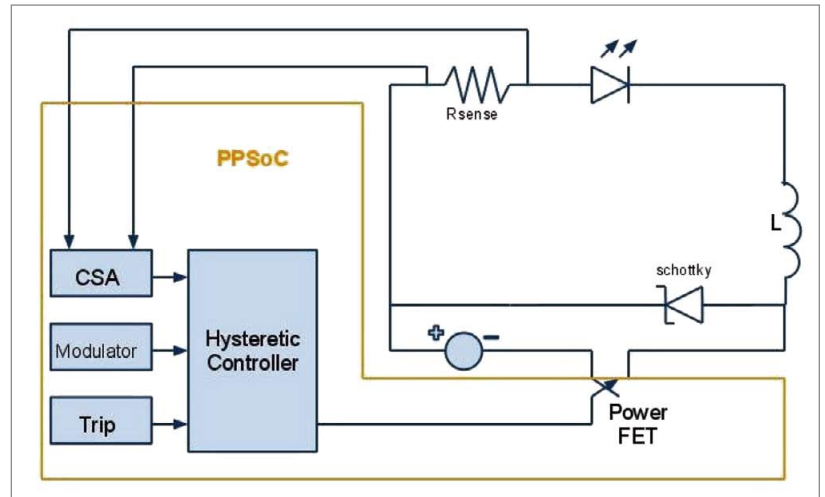 Rsense
PPSoC
L
schottky
CSA
+ -
Modulator
Hysteretic
Controller
Trip
Power
FET